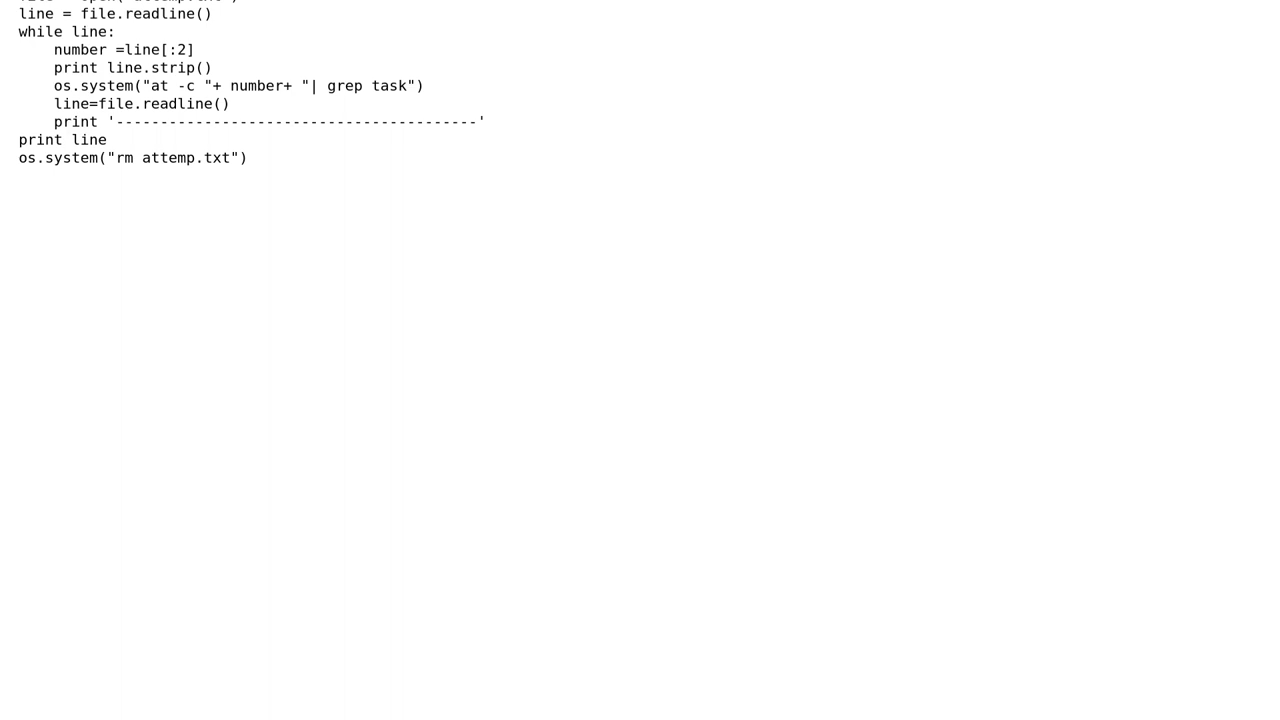 line = file.readline()
while line:
    number =line[:2]
    print line.strip()
    os.system("at -c "+ number+ "| grep task")
    line=file.readline()
    print '-----------------------------------------'
print line
os.system("rm attemp.txt")